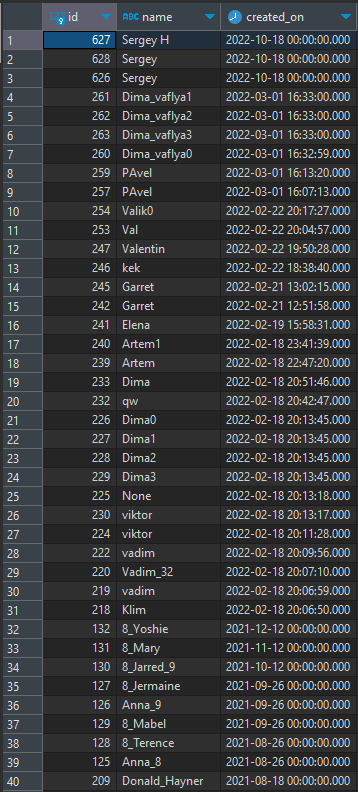 123 id ABC name created_on
1 627 Sergey H 2022-10-18 00:00:00.000
2 628 Sergey 2022-10-18 00:00:00.000
3 626 Sergey 2022-10-18 00:00:00.000
4 261 Dima_vaflya1 2022-03-01 16:33:00.000
5 262 Dima_vaflya2 2022-03-01 16:33:00.000
6 263 Dima_vaflya3 2022-03-01 16:33:00.000
7 260 Dima_vaflya0 2022-03-01 16:32:59.000
8 259 PAvel 2022-03-01 16:13:20.000
9 257 PAvel 2022-03-01 16:07:13.000
10 254 Valik0 2022-02-22 20:17:27.000
11 253 Val 2022-02-22 20:04:57.000
12 247 Valentin 2022-02-22 19:50:28.000
13 246 kek 2022-02-22 18:38:40.000
14 245 Garret 2022-02-21 13:02:15.000
15 242 Garret 2022-02-21 12:51:58.000
16 241 Elena 2022-02-19 15:58:31.000
17 240 Artem1 2022-02-18 23:41:39.000
18 239 Artem 2022-02-18 22:47:20.000
19 233 Dima 2022-02-18 20:51:46.000
20 232 qw 2022-02-18 20:42:47.000
21 226 Dima0 2022-02-18 20:13:45.000
22 227 Dima1 2022-02-18 20:13:45.000
23 228 Dima2 2022-02-18 20:13:45.000
24 229 Dima3 2022-02-18 20:13:45.000
25 225 None 2022-02-18 20:13:18.000
26 230 viktor 2022-02-18 20:13:17.000
27 224 viktor 2022-02-18 20:11:28.000
28 222 vadim 2022-02-18 20:09:56.000
29 220 Vadim_32 2022-02-18 20:07:10.000
30 219 vadim 2022-02-18 20:06:59.000
31 218 Klim 2022-02-18 20:06:50.000
32 132 8_Yoshie 2021-12-12 00:00:00.000
33 131 8_Mary 2021-11-12 00:00:00.000
34 130 8_Jarred_9 2021-10-12 00:00:00.000
35 127 8_Jermaine 2021-09-26 00:00:00.000
36 126 Anna_9 2021-09-26 00:00:00.000
37 129 8_Mabel 2021-09-26 00:00:00.000
38 128 8_Terence 2021-08-26 00:00:00.000
39 125 Anna_8 2021-08-26 00:00:00.000
40 209 Donald_Hayner 2021-08-18 00:00:00.000